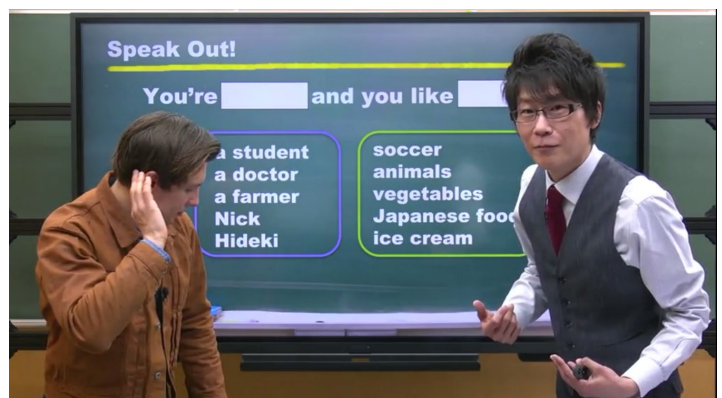 Speak Out!
You're and you like
a student
a doctor
a farmer
Nick
Hideki
soccer
animals
vegetables
Japanese food
ice cream